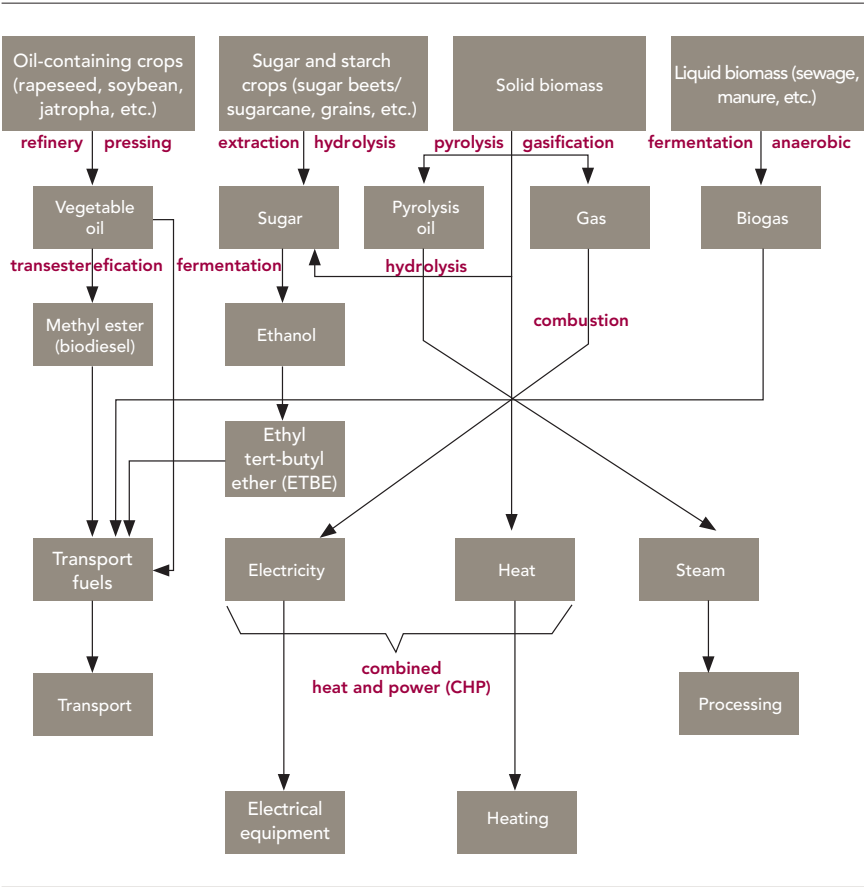 Oil-containing crops
(rapeseed, soybean,
jatropha, etc.)
Sugar and starch
crops (sugar beets/
sugarcane, grains, etc.)
Solid biomass
Liquid biomass (sewage,
manure, etc.)
refinery pressing
extraction hydrolysis
pyrolysis gasification
fermentation anaerobic
Vegetable
oil
Sugar
Pyrolysis
oil
Gas
Biogas
transesterefication
fermentation
hydrolysis
Methyl ester
(biodiesel)
Ethanol
combustion
Ethyl
tert-butyl
ether (ETBE)
Transport
fuels
Electricity
Heat
Steam
combined
heat and power (CHP)
Transport
Processing
Electrical
equipment
Heating